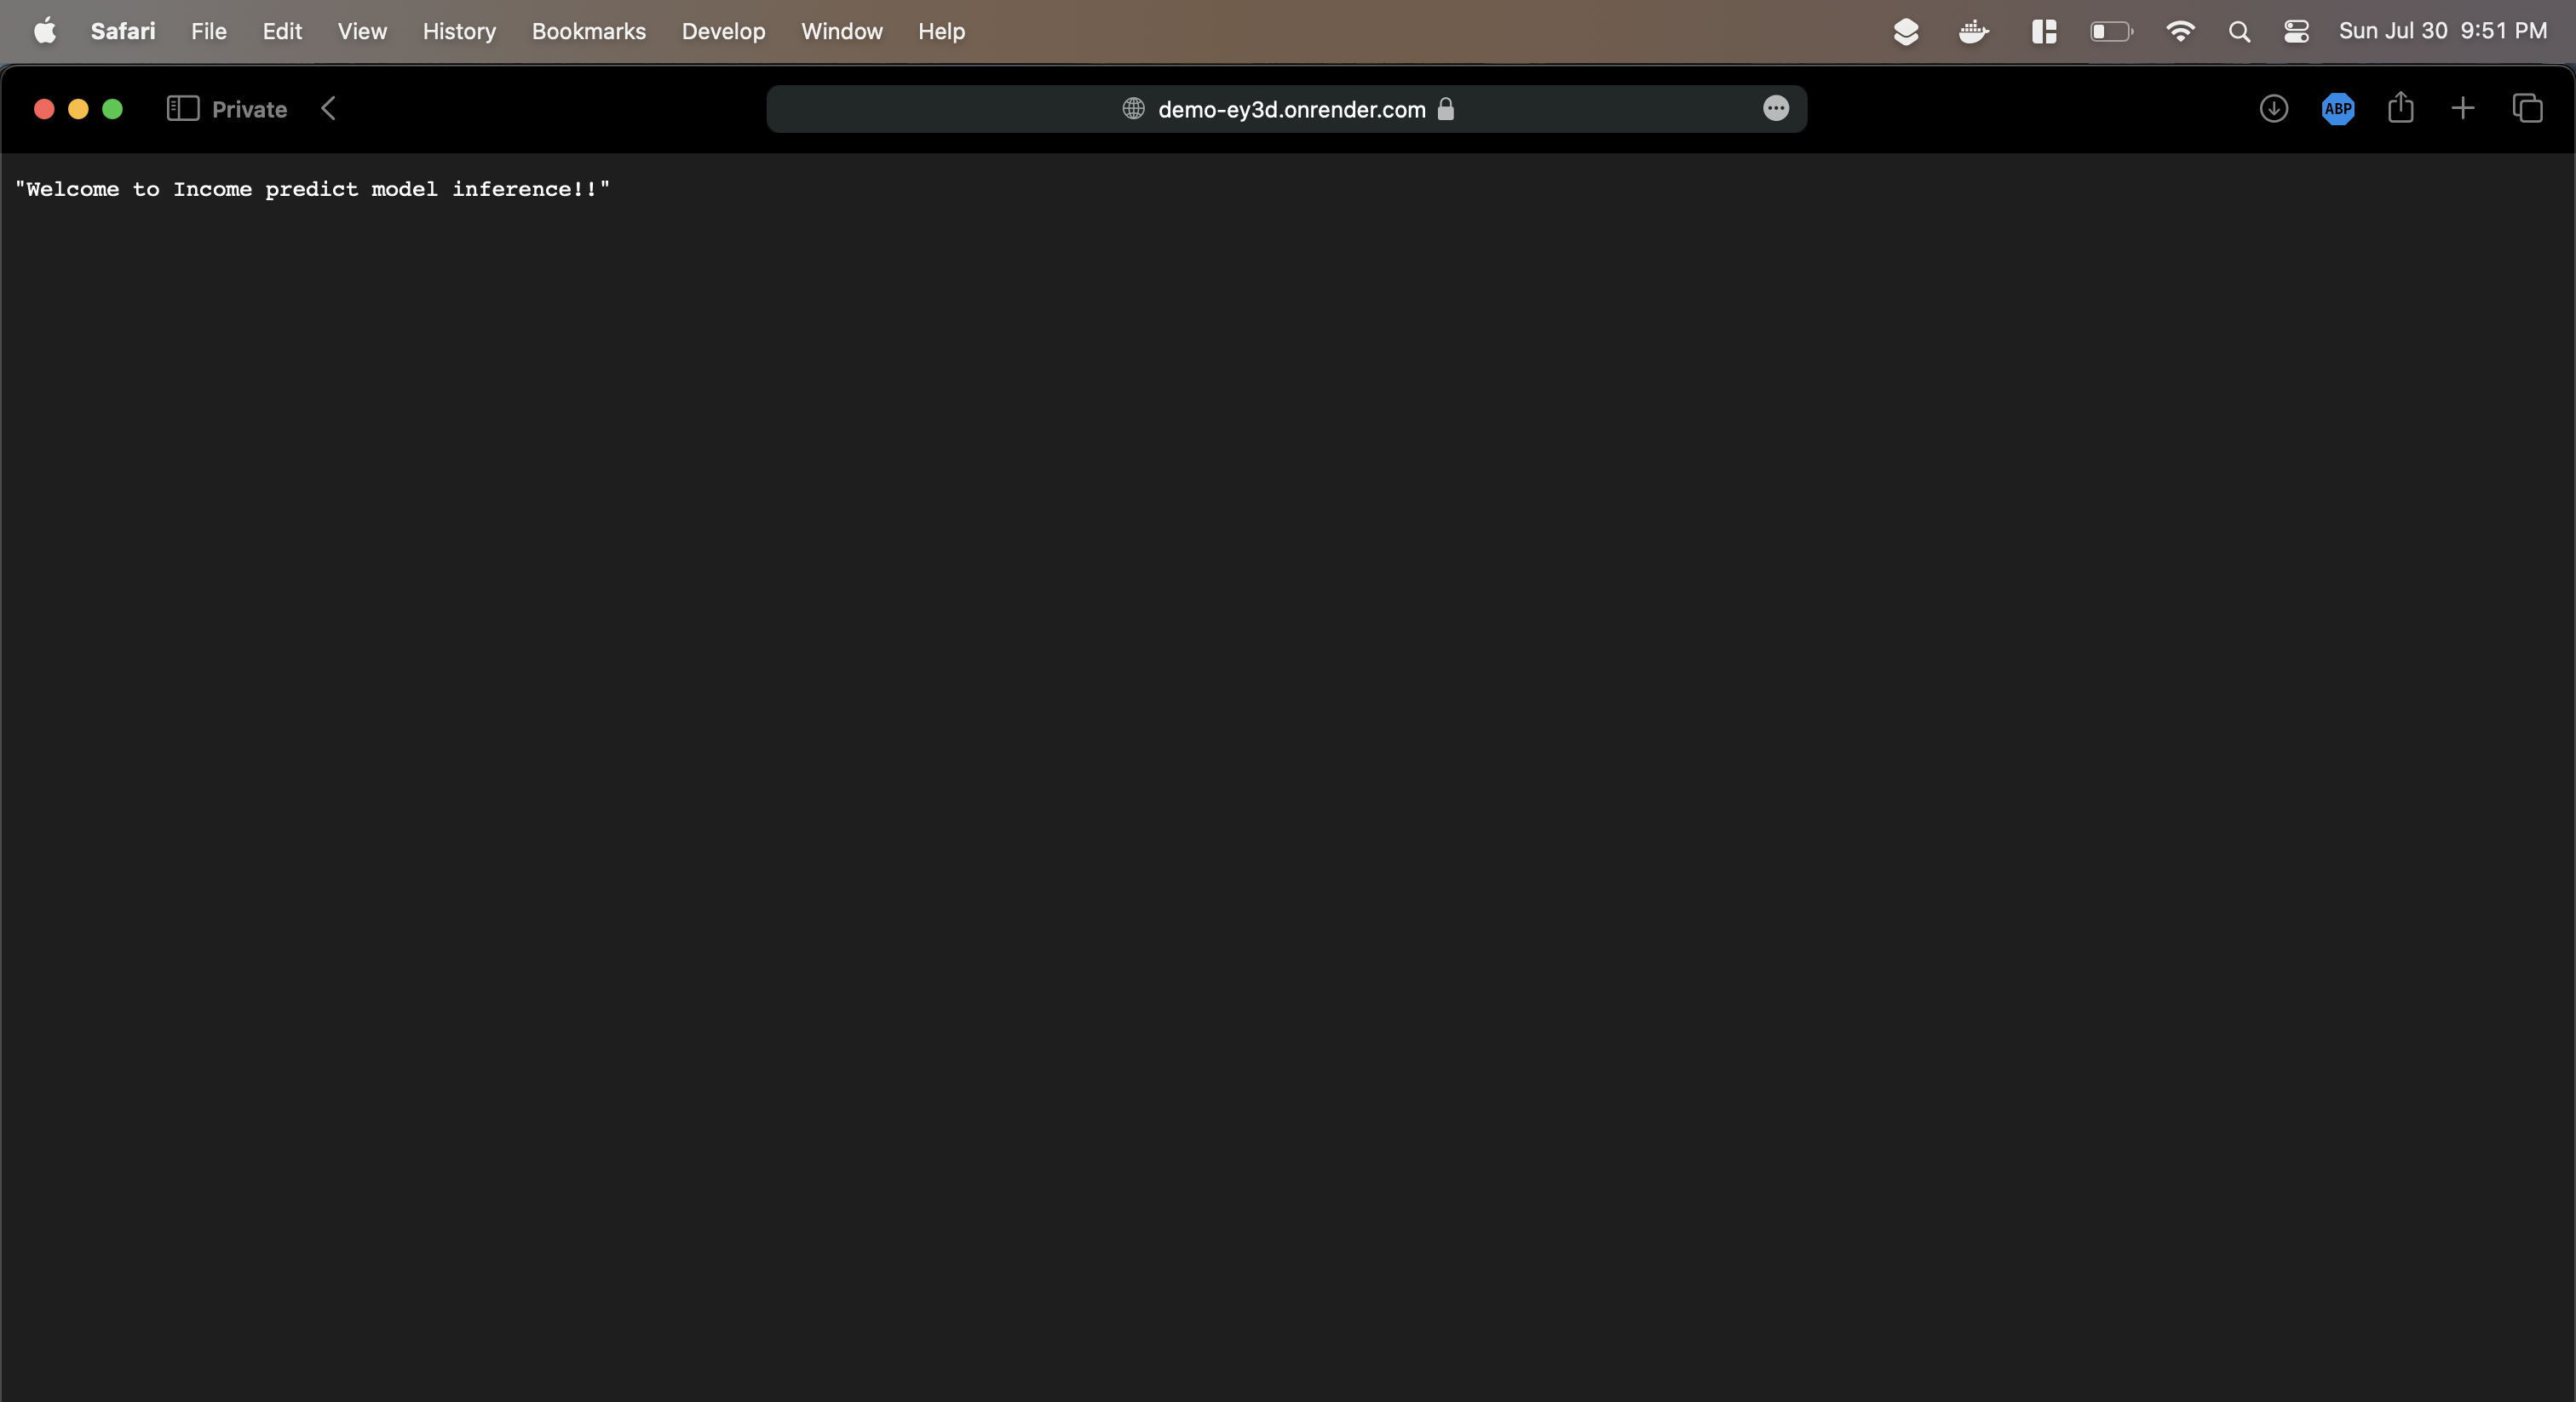 Safari File Edit View History Bookmarks Develop Window Help Sun Jul 30 9:51 PM
Private demo-ey3d.onrender.com ABP
"Welcome to Income predict model inference!!"